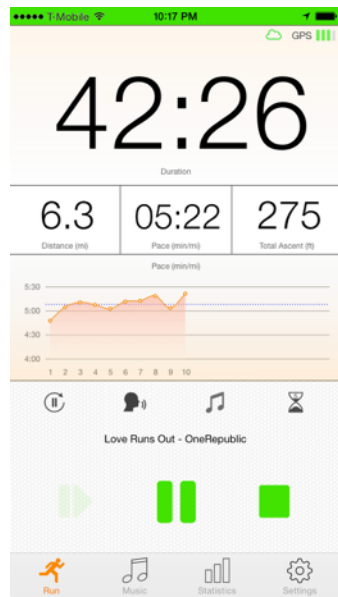 T-Mobile 10:17 PM
GPS
42:26
Duration
6.3 05:22 275
Distance (mi) Pace (min/mi) Total Ascent (ft)
Pace (min/mi)
5:30
5:00
4:30
4:00
1 2 3 4 5 6 7 8 9 10
Love Runs Out - OneRepublic
Run Music Statistics Settings